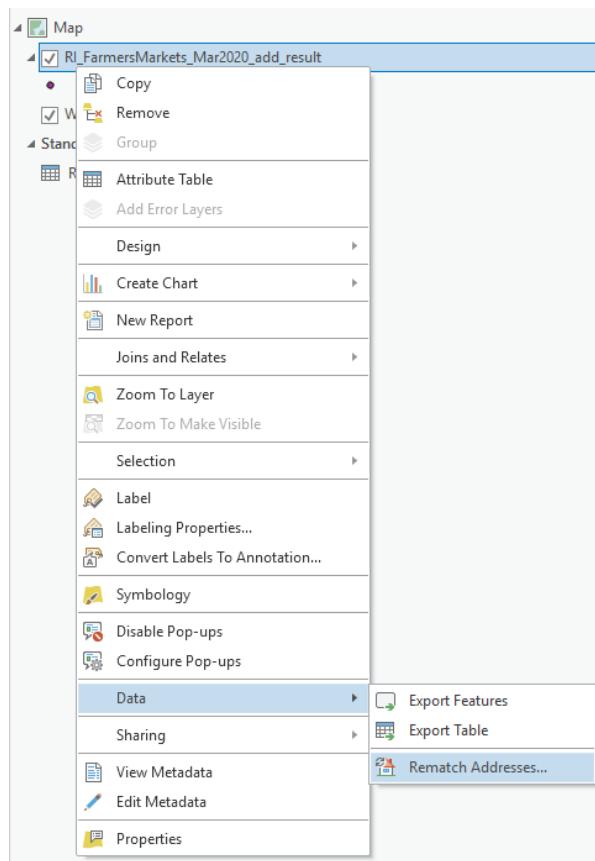 Map
RI_FarmersMarkets_Mar2020_add_result
Copy
W
Remove
Stand
Group
R
Attribute Table
Add Error Layers
Design
Create Chart
New Report
Joins and Relates
Zoom To Layer
Zoom To Make Visible
Selection
Label
Labeling Properties...
Convert Labels To Annotation...
Symbology
Disable Pop-ups
Configure Pop-ups
Data
Export Features
Export Table
Sharing
Rematch Addresses...
View Metadata
Edit Metadata
Properties